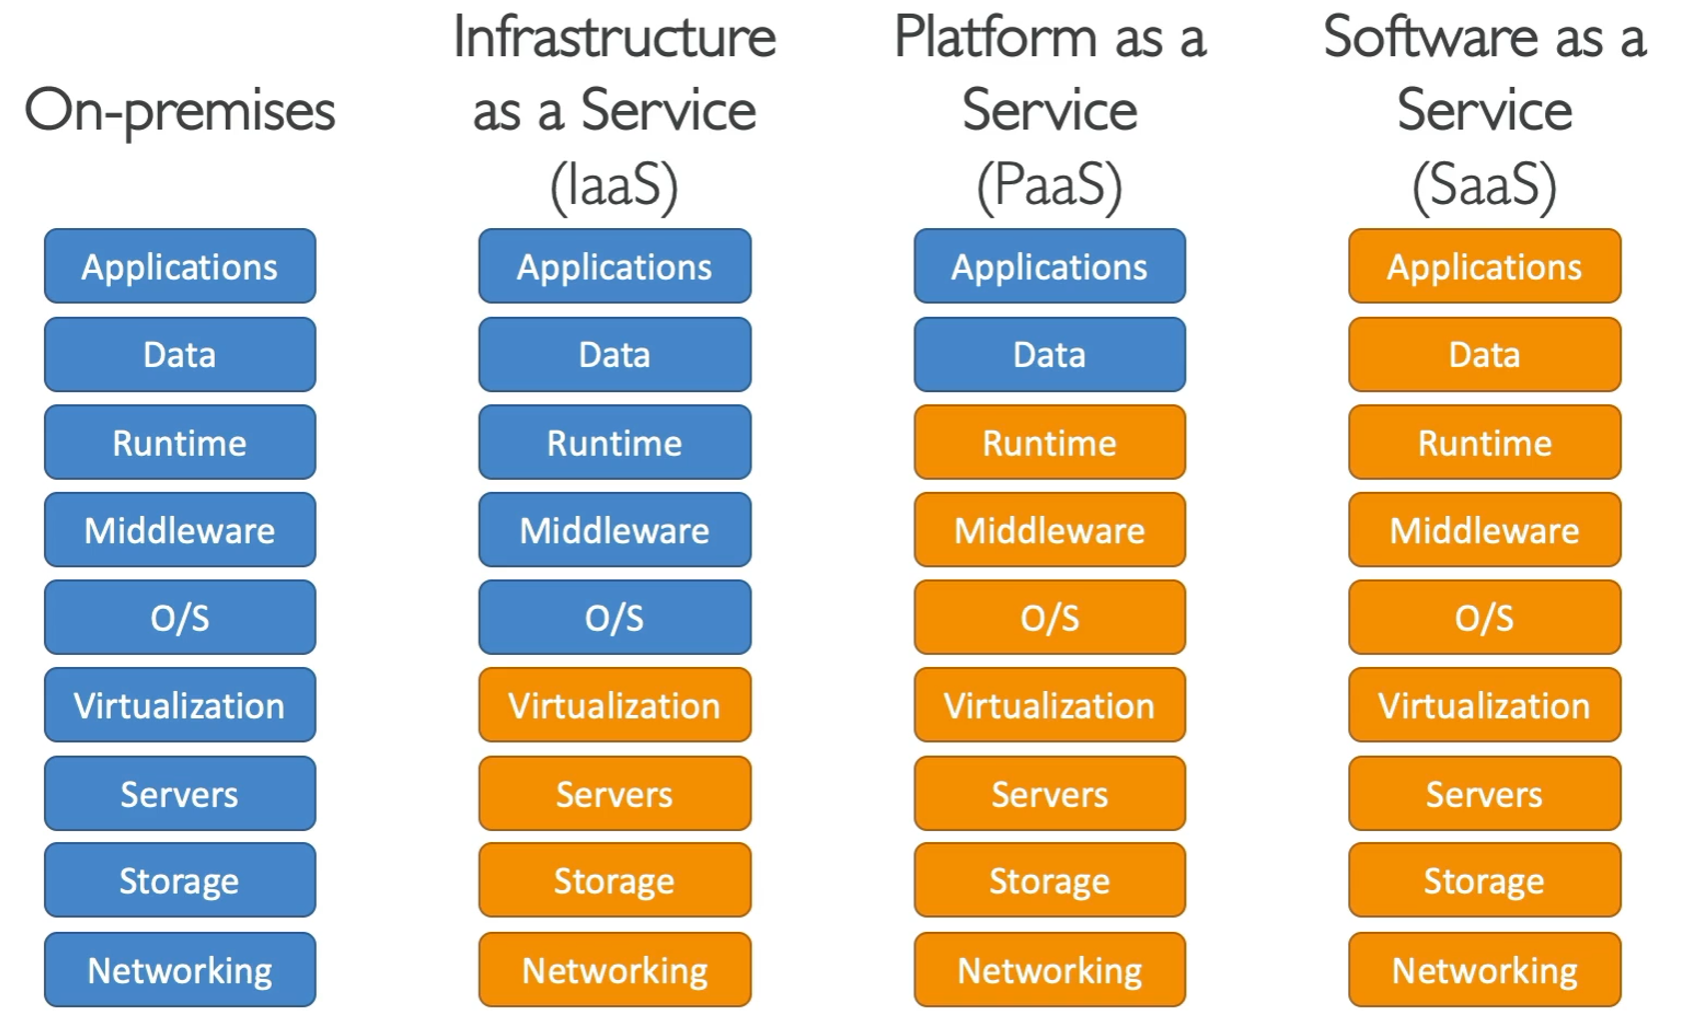 On-premises
Applications
Data
Runtime
Middleware
O/S
Virtualization
Servers
Storage
Networking
Infrastructure
as a Service
(IaaS)
Applications
Data
Runtime
Middleware
O/S
Virtualization
Servers
Storage
Networking
Platform as a
Service
(PaaS)
Applications
Data
Runtime
Middleware
O/S
Virtualization
Servers
Storage
Networking
Software as a
Service
(SaaS)
Applications
Data
Runtime
Middleware
O/S
Virtualization
Servers
Storage
Networking